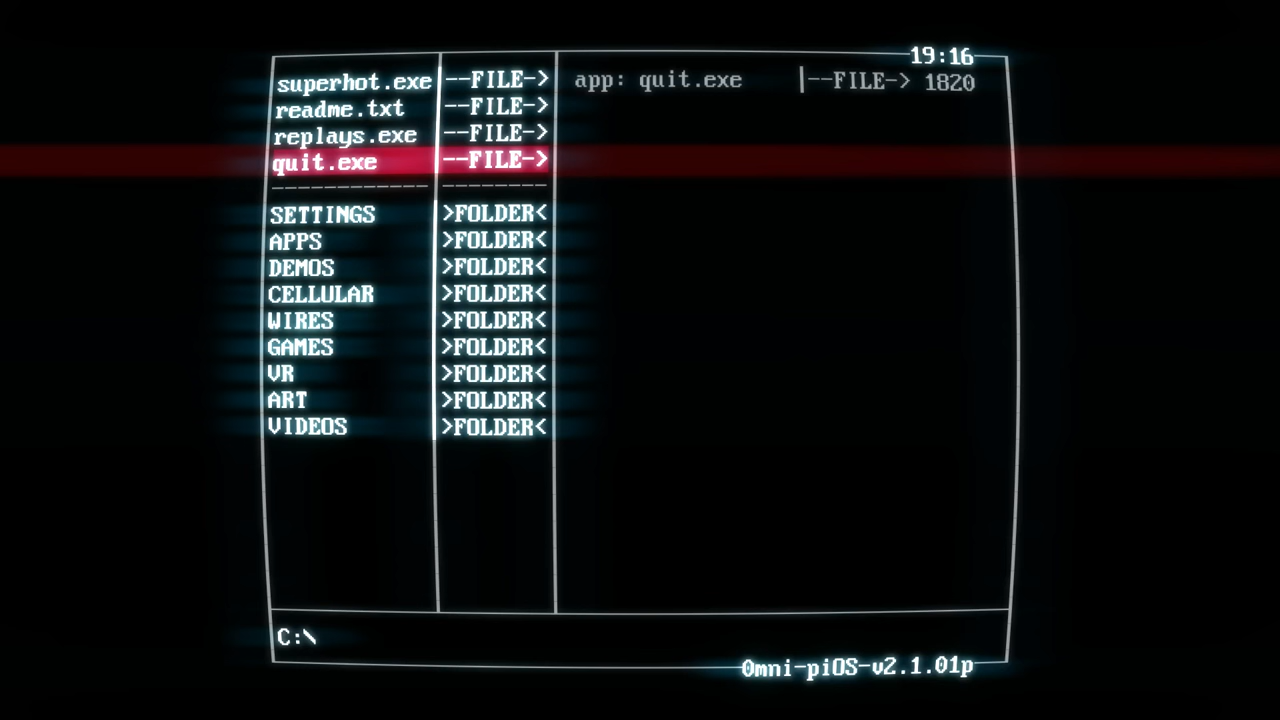 19:16
superhot.exe --FILE-> app: quit.exe |--FILE-> 1820
readme.txt --FILE->
replays.exe --FILE->
quit.exe --FILE->
------------ --------
SETTINGS >FOLDER<
APPS >FOLDER<
DEMOS >FOLDER<
CELLULAR >FOLDER<
WIRES >FOLDER<
GAMES >FOLDER<
VR >FOLDER<
ART >FOLDER<
VIDEOS >FOLDER<
C:\
Omni-piOS-v2.1.01p